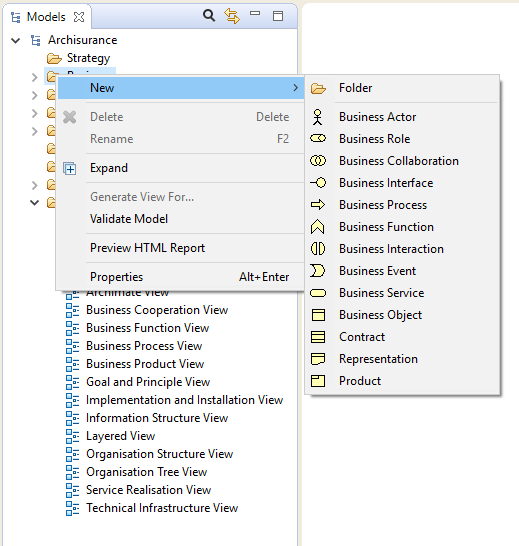 Models
Archisurance
Strategy
New
Delete Delete
Rename F2
Expand
Generate View For...
Validate Model
Preview HTML Report
Properties Alt+Enter
Folder
Business Actor
Business Role
Business Collaboration
Business Interface
Business Process
Business Function
Business Interaction
Business Event
Business Service
Business Object
Contract
Representation
Product
Archimate View
Business Cooperation View
Business Function View
Business Process View
Business Product View
Goal and Principle View
Implementation and Installation View
Information Structure View
Layered View
Organisation Structure View
Organisation Tree View
Service Realisation View
Technical Infrastructure View